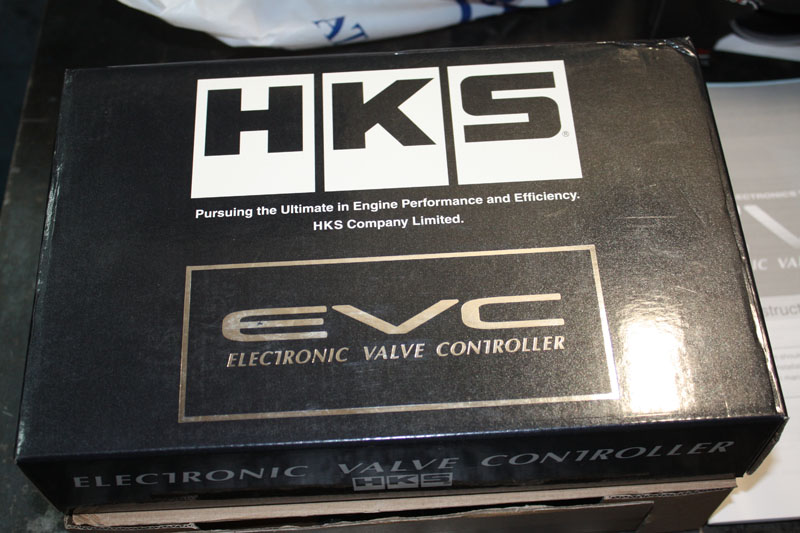 AT
HKS®
Pursuing the Ultimate in Engine Performance and Efficiency.
HKS Company Limited.
EVC
ELECTRONIC VALVE CONTROLLER
ELECTRONIC VALVE CONTROLLER
HKS